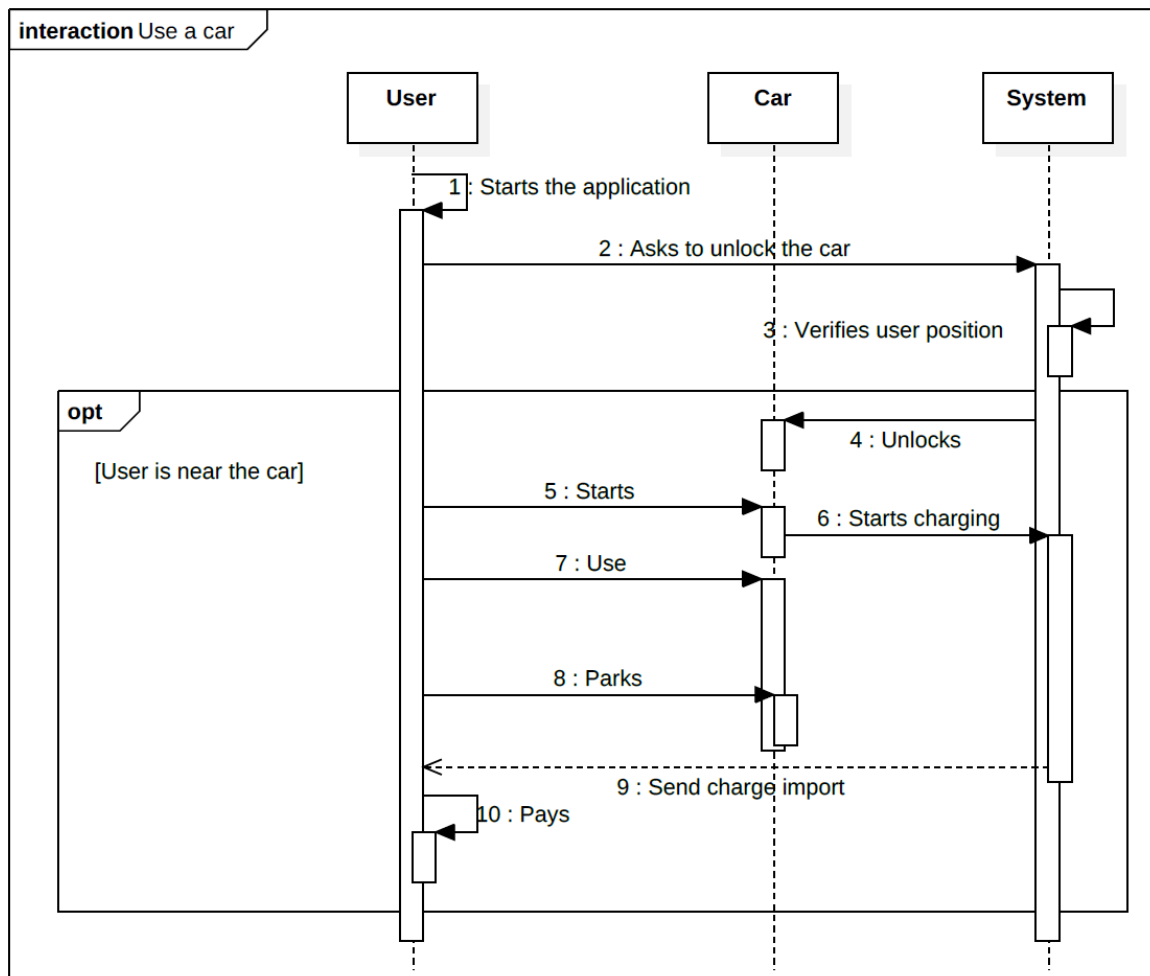 interaction Use a car
User
Car
System
1 : Starts the application
2 : Asks to unlock the car
3 : Verifies user position
opt
4 : Unlocks
[User is near the car]
5 : Starts
6 : Starts charging
7 : Use
8 : Parks
9 : Send charge import
10 : Pays